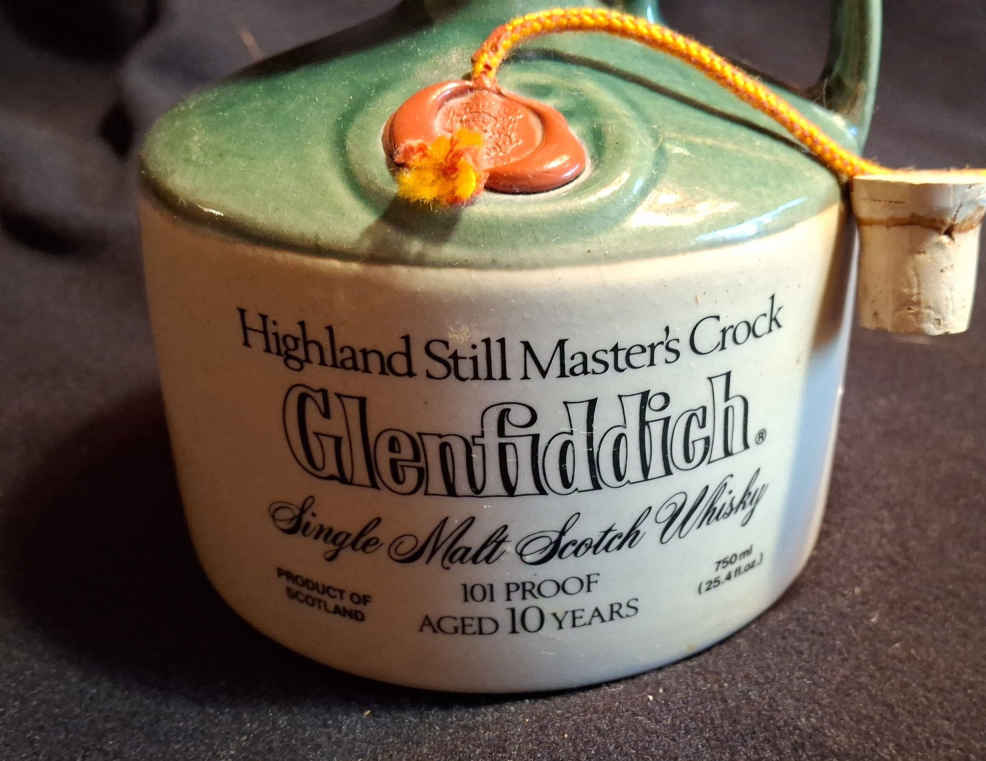 Highland Still Master's Crock
Glenfiddich®
Single Malt Scotch Whisky
PRODUCT OF
SCOTLAND
101 PROOF
AGED 10 YEARS
750 ml
(25.4 fl.oz.)